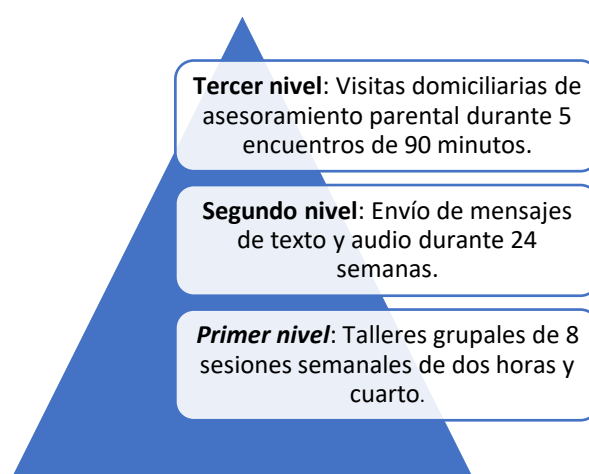 Tercer nivel: Visitas domiciliarias de
asesoramiento parental durante 5
encuentros de 90 minutos.
Segundo nivel: Envío de mensajes
de texto y audio durante 24
semanas.
Primer nivel: Talleres grupales de 8
sesiones semanales de dos horas y
cuarto.